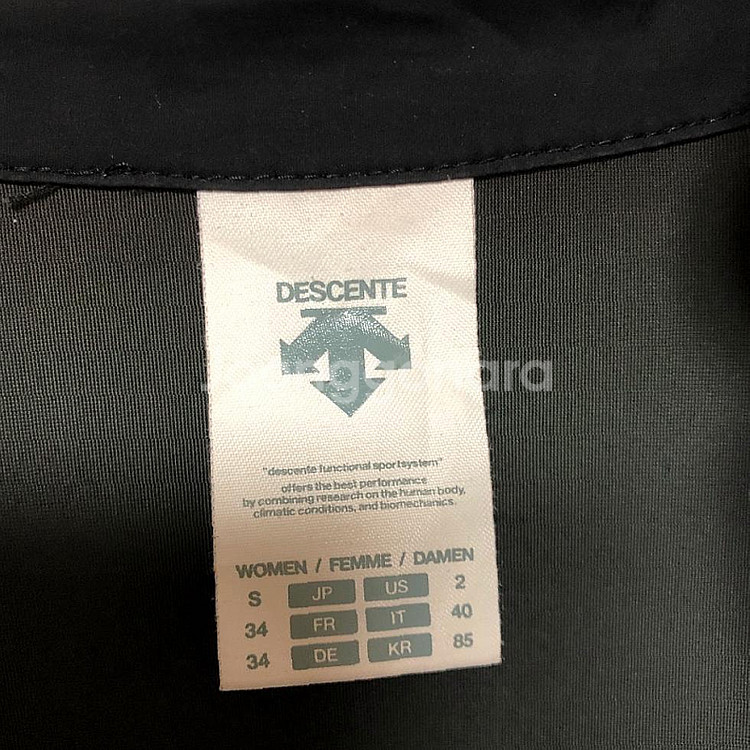 DESCENTE
"descente functional sportsystem"
offers the best performance
by combining research on the human body,
climatic conditions, and biomechanics.
WOMEN / FEMME / DAMEN
S JP US 2
34 FR IT 40
34 DE KR 85